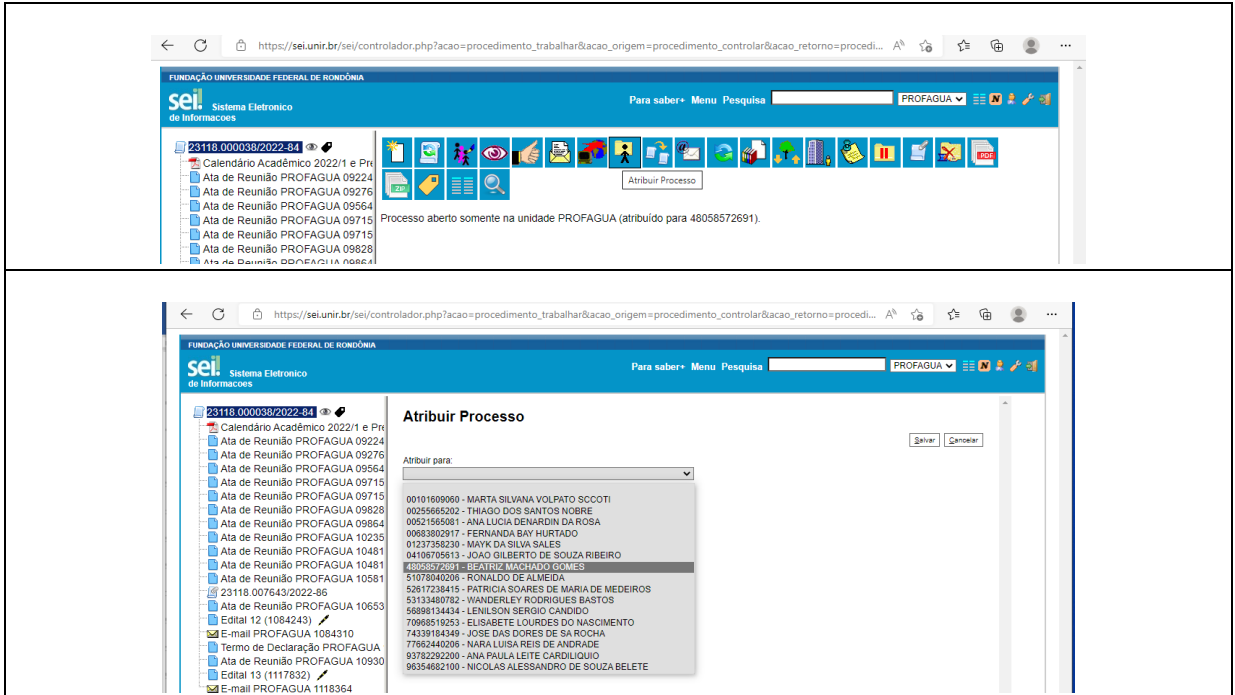 https://sei.unir.br/sei/controlador.php?acao=procedimento_trabalhar&acao_origem=procedimento_controlar&acao_retorno=procedi...
FUNDAÇÃO UNIVERSIDADE FEDERAL DE RONDÔNIA
sei! Sistema Eletronico
de Informacoes
Para saber+ Menu Pesquisa PROFAGUA
23118.000038/2022-84
Calendário Acadêmico 2022/1 e Pre
Ata de Reunião PROFAGUA 09224
Ata de Reunião PROFAGUA 09276
Ata de Reunião PROFAGUA 09564
Ata de Reunião PROFAGUA 09715
Ata de Reunião PROFAGUA 09715
Ata de Reunião PROFAGUA 09828
Ata de Reunião PROFAGUA 09864
PDF
ZIP
Atribuir Processo
Processo aberto somente na unidade PROFAGUA (atribuído para 48058572691).
https://sei.unir.br/sei/controlador.php?acao=procedimento_trabalhar&acao_origem=procedimento_controlar&acao_retorno=procedi...
FUNDAÇÃO UNIVERSIDADE FEDERAL DE RONDÔNIA
sei! Sistema Eletronico
de Informacoes
Para saber+ Menu Pesquisa PROFAGUA
23118.000038/2022-84
Calendário Acadêmico 2022/1 e Pre
Ata de Reunião PROFAGUA 09224
Ata de Reunião PROFAGUA 09276
Ata de Reunião PROFAGUA 09564
Ata de Reunião PROFAGUA 09715
Ata de Reunião PROFAGUA 09715
Ata de Reunião PROFAGUA 09828
Ata de Reunião PROFAGUA 09864
Ata de Reunião PROFAGUA 10235
Ata de Reunião PROFAGUA 10481
Ata de Reunião PROFAGUA 10481
Ata de Reunião PROFAGUA 10581
23118.007643/2022-86
Ata de Reunião PROFAGUA 10653
Edital 12 (1084243)
E-mail PROFAGUA 1084310
Termo de Declaração PROFAGUA
Ata de Reunião PROFAGUA 10930
Edital 13 (1117832)
E-mail PROFAGUA 1118364
Atribuir Processo
Salvar Cancelar
Atribuir para:
00101609060 - MARTA SILVANA VOLPATO SCCOTI
00255665202 - THIAGO DOS SANTOS NOBRE
00521565081 - ANA LUCIA DENARDIN DA ROSA
00683802917 - FERNANDA BAY HURTADO
01237358230 - MAYK DA SILVA SALES
04106705613 - JOAO GILBERTO DE SOUZA RIBEIRO
48058572691 - BEATRIZ MACHADO GOMES
51078040206 - RONALDO DE ALMEIDA
52617238415 - PATRICIA SOARES DE MARIA DE MEDEIROS
53133480782 - WANDERLEY RODRIGUES BASTOS
56898134434 - LENILSON SERGIO CANDIDO
70968519253 - ELISABETE LOURDES DO NASCIMENTO
74339184349 - JOSE DAS DORES DE SA ROCHA
77662440206 - NARA LUISA REIS DE ANDRADE
93782292200 - ANA PAULA LEITE CARDILIQUIO
96354682100 - NICOLAS ALESSANDRO DE SOUZA BELETE